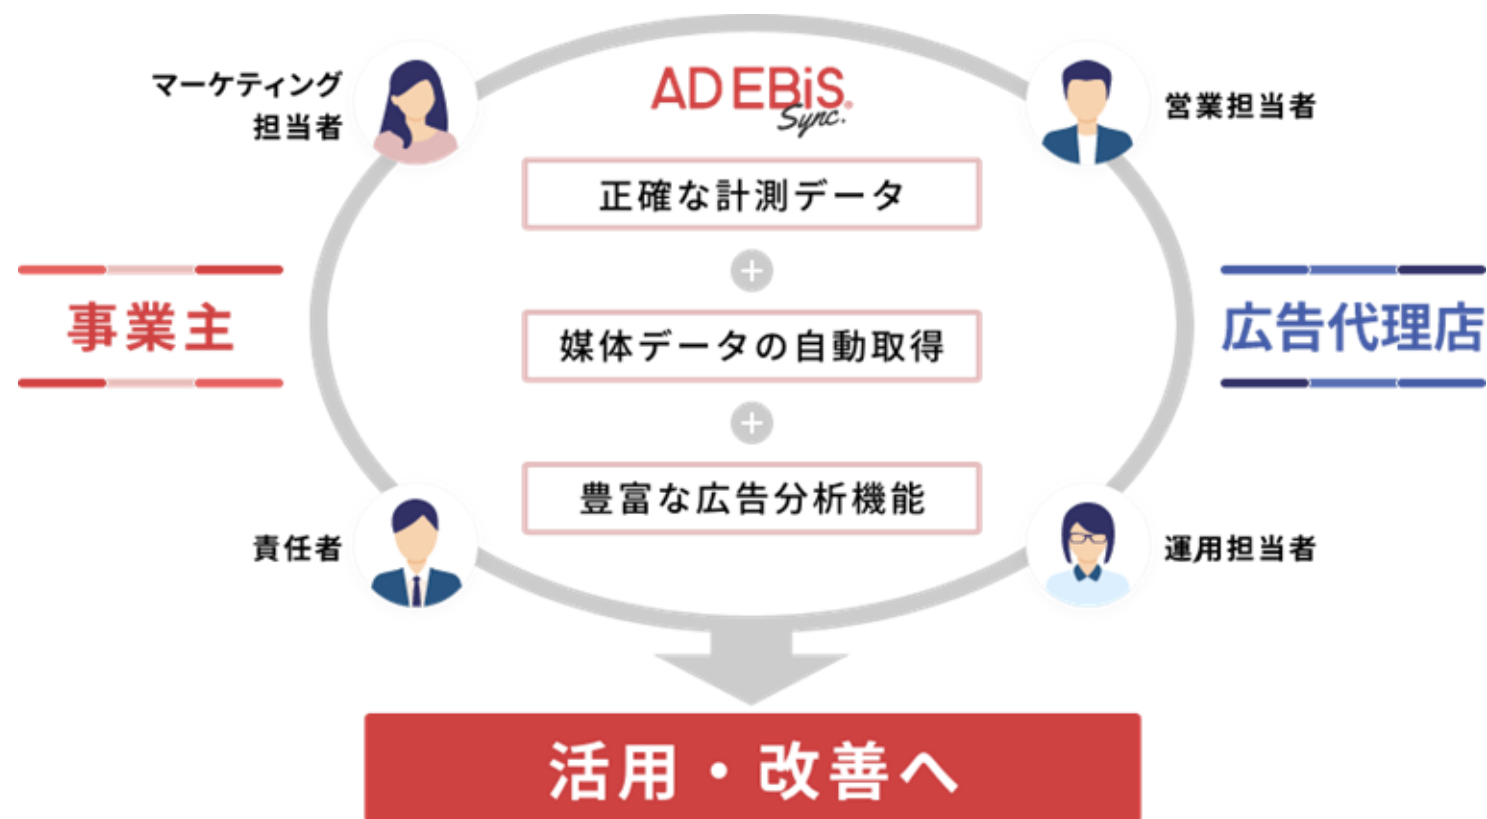 マーケティング
担当者
AD EBiS®
Sync.
営業担当者
正確な計測データ
+
事業主
媒体データの自動取得
広告代理店
+
豊富な広告分析機能
責任者
運用担当者
活用・改善へ